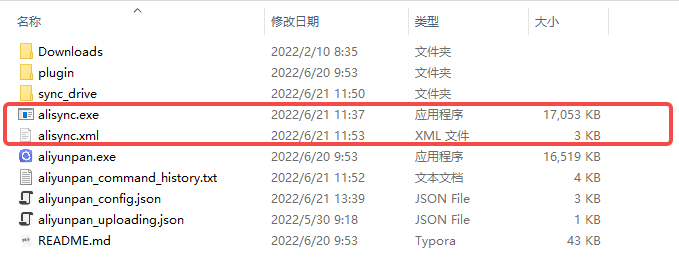 名称 修改日期 类型 大小
Downloads 2022/2/10 8:35 文件夹
plugin 2022/6/20 9:53 文件夹
sync_drive 2022/6/21 11:50 文件夹
alisync.exe 2022/6/21 11:37 应用程序 17,053 KB
alisync.xml 2022/6/21 11:53 XML 文件 3 KB
aliyunpan.exe 2022/6/20 9:53 应用程序 16,519 KB
aliyunpan_command_history.txt 2022/6/21 11:52 文本文档 4 KB
aliyunpan_config.json 2022/6/21 13:39 JSON File 3 KB
aliyunpan_uploading.json 2022/5/30 9:18 JSON File 1 KB
README.md 2022/6/20 9:53 Typora 43 KB